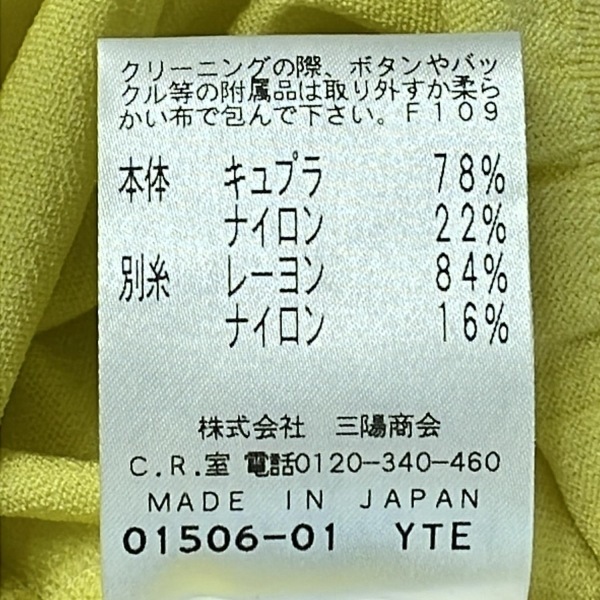 クリーニングの際、ボタンやバッ
クル等の附属品は取り外すか柔ら
かい布で包んで下さい。F109
本体 キュプラ 78%
ナイロン 22%
別糸 レーヨン 84%
ナイロン 16%
株式会社 三陽商会
C.R.室 電話0120-340-460
MADE IN JAPAN
01506-01 YTE